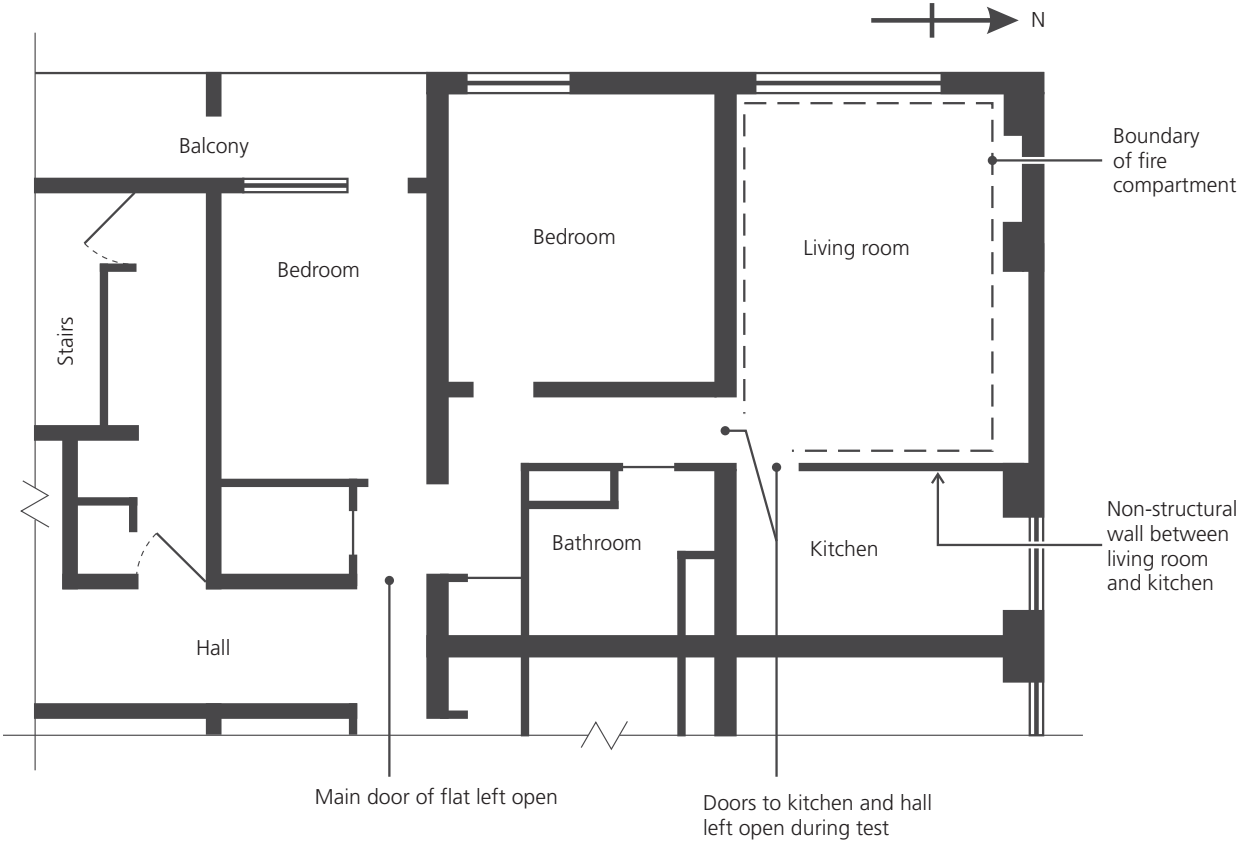 N
Balcony
Boundary
of fire
compartment
Bedroom
Living room
Bedroom
Stairs
Non-structural
wall between
living room
and kitchen
Bathroom
Kitchen
Hall
Main door of flat left open
Doors to kitchen and hall
left open during test